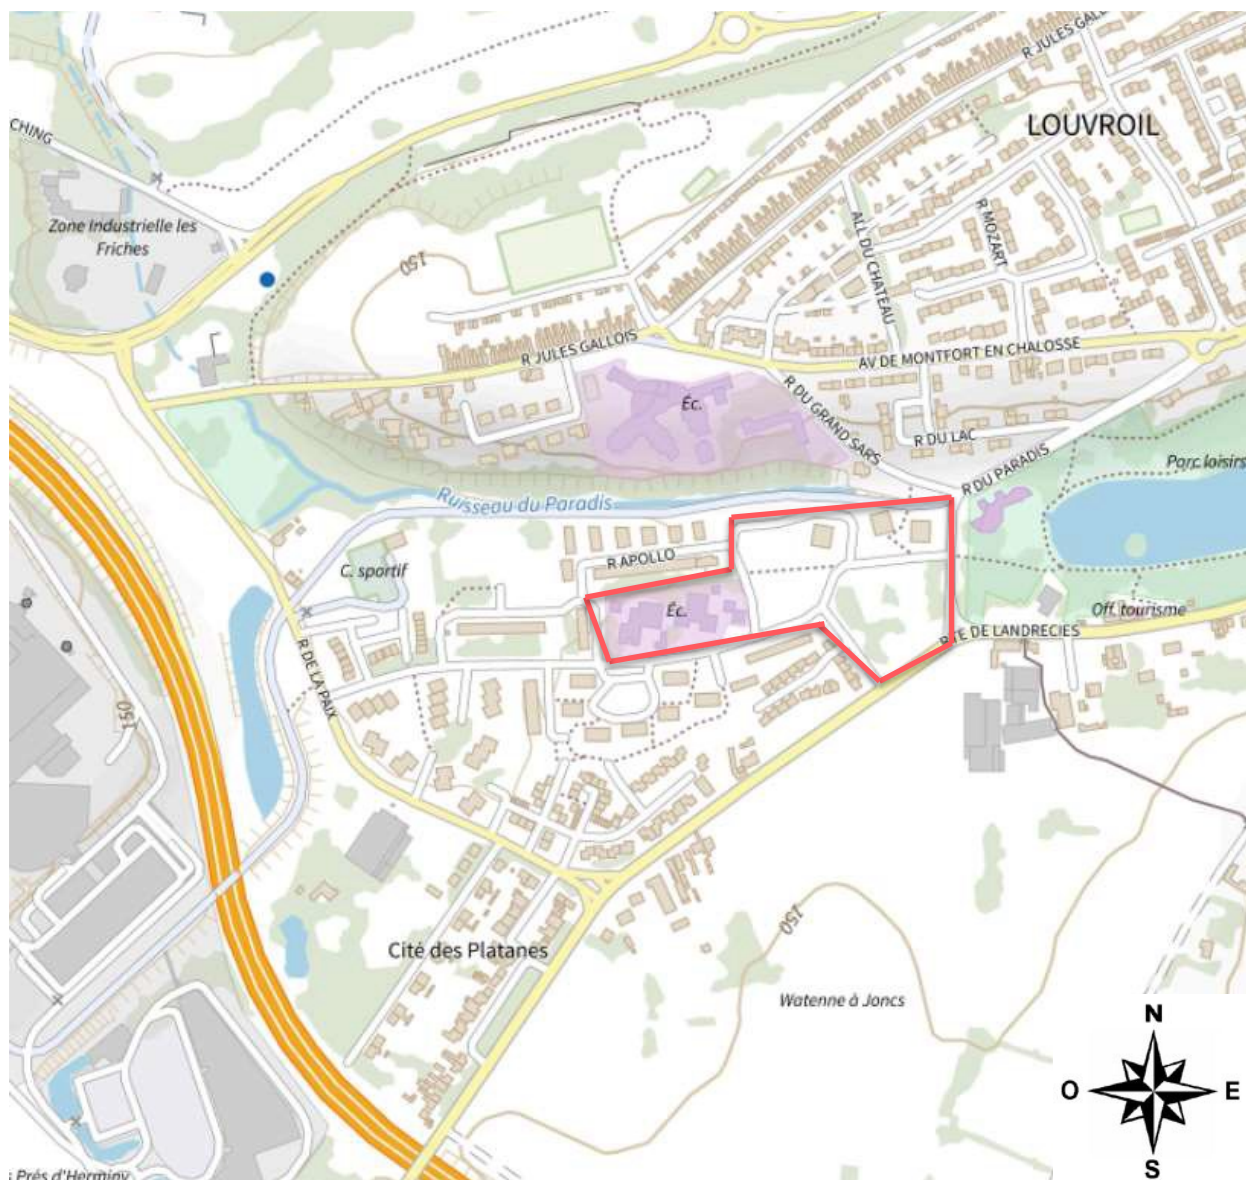 R JULES GALLOIS
CHING
LOUVROIL
Zone Industrielle les
Friches
ALL DU CHATEAU
R MOZART
150
R JULES GALLOIS
AV DE MONTFORT EN CHALOSSE
Éc.
R DU GRAND SARS
R DU LAC
R DU PARADIS
Parc loisirs
Ruisseau du Paradis
R APOLLO
C. sportif
Éc.
Off. tourisme
RTE DE LANDRECIES
R DE LA PAIX
150
Cité des Platanes
150
Watenne à Joncs
N
O
E
S
s Prés d'Herminy